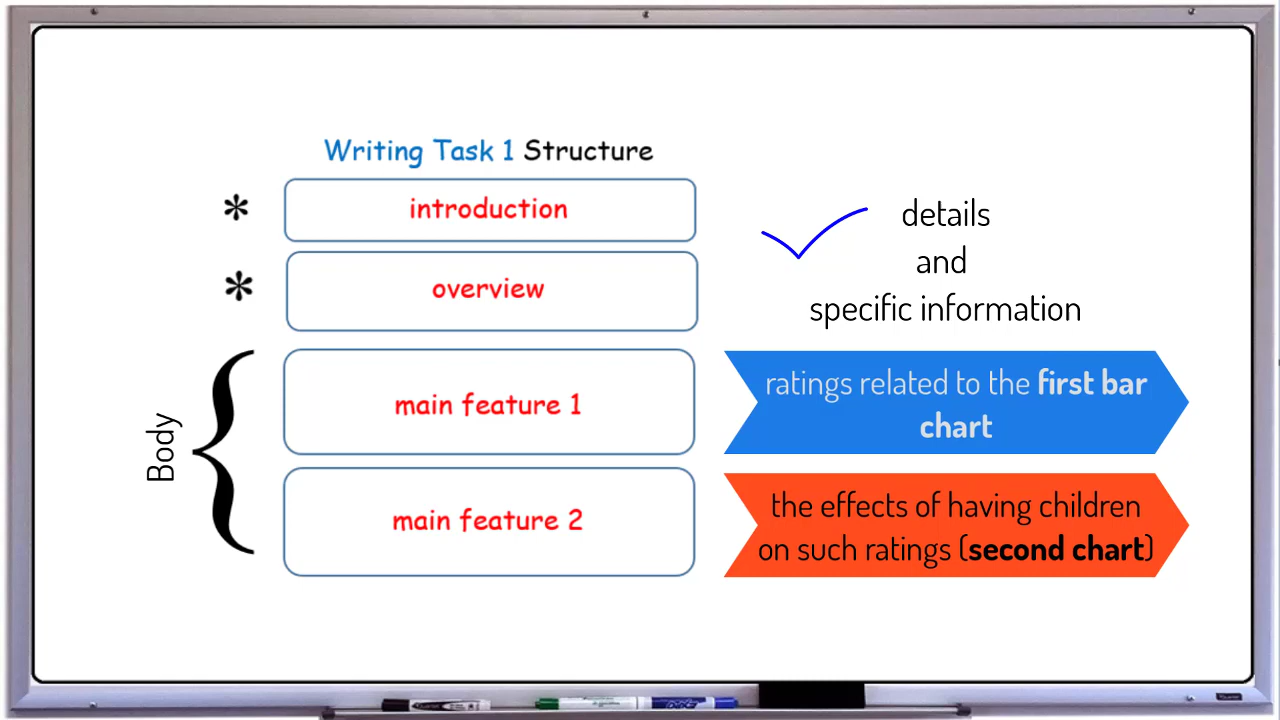 Writing Task 1 Structure
* introduction
* overview
Body
main feature 1
main feature 2
details
and
specific information
ratings related to the first bar
chart
the effects of having children
on such ratings (second chart)